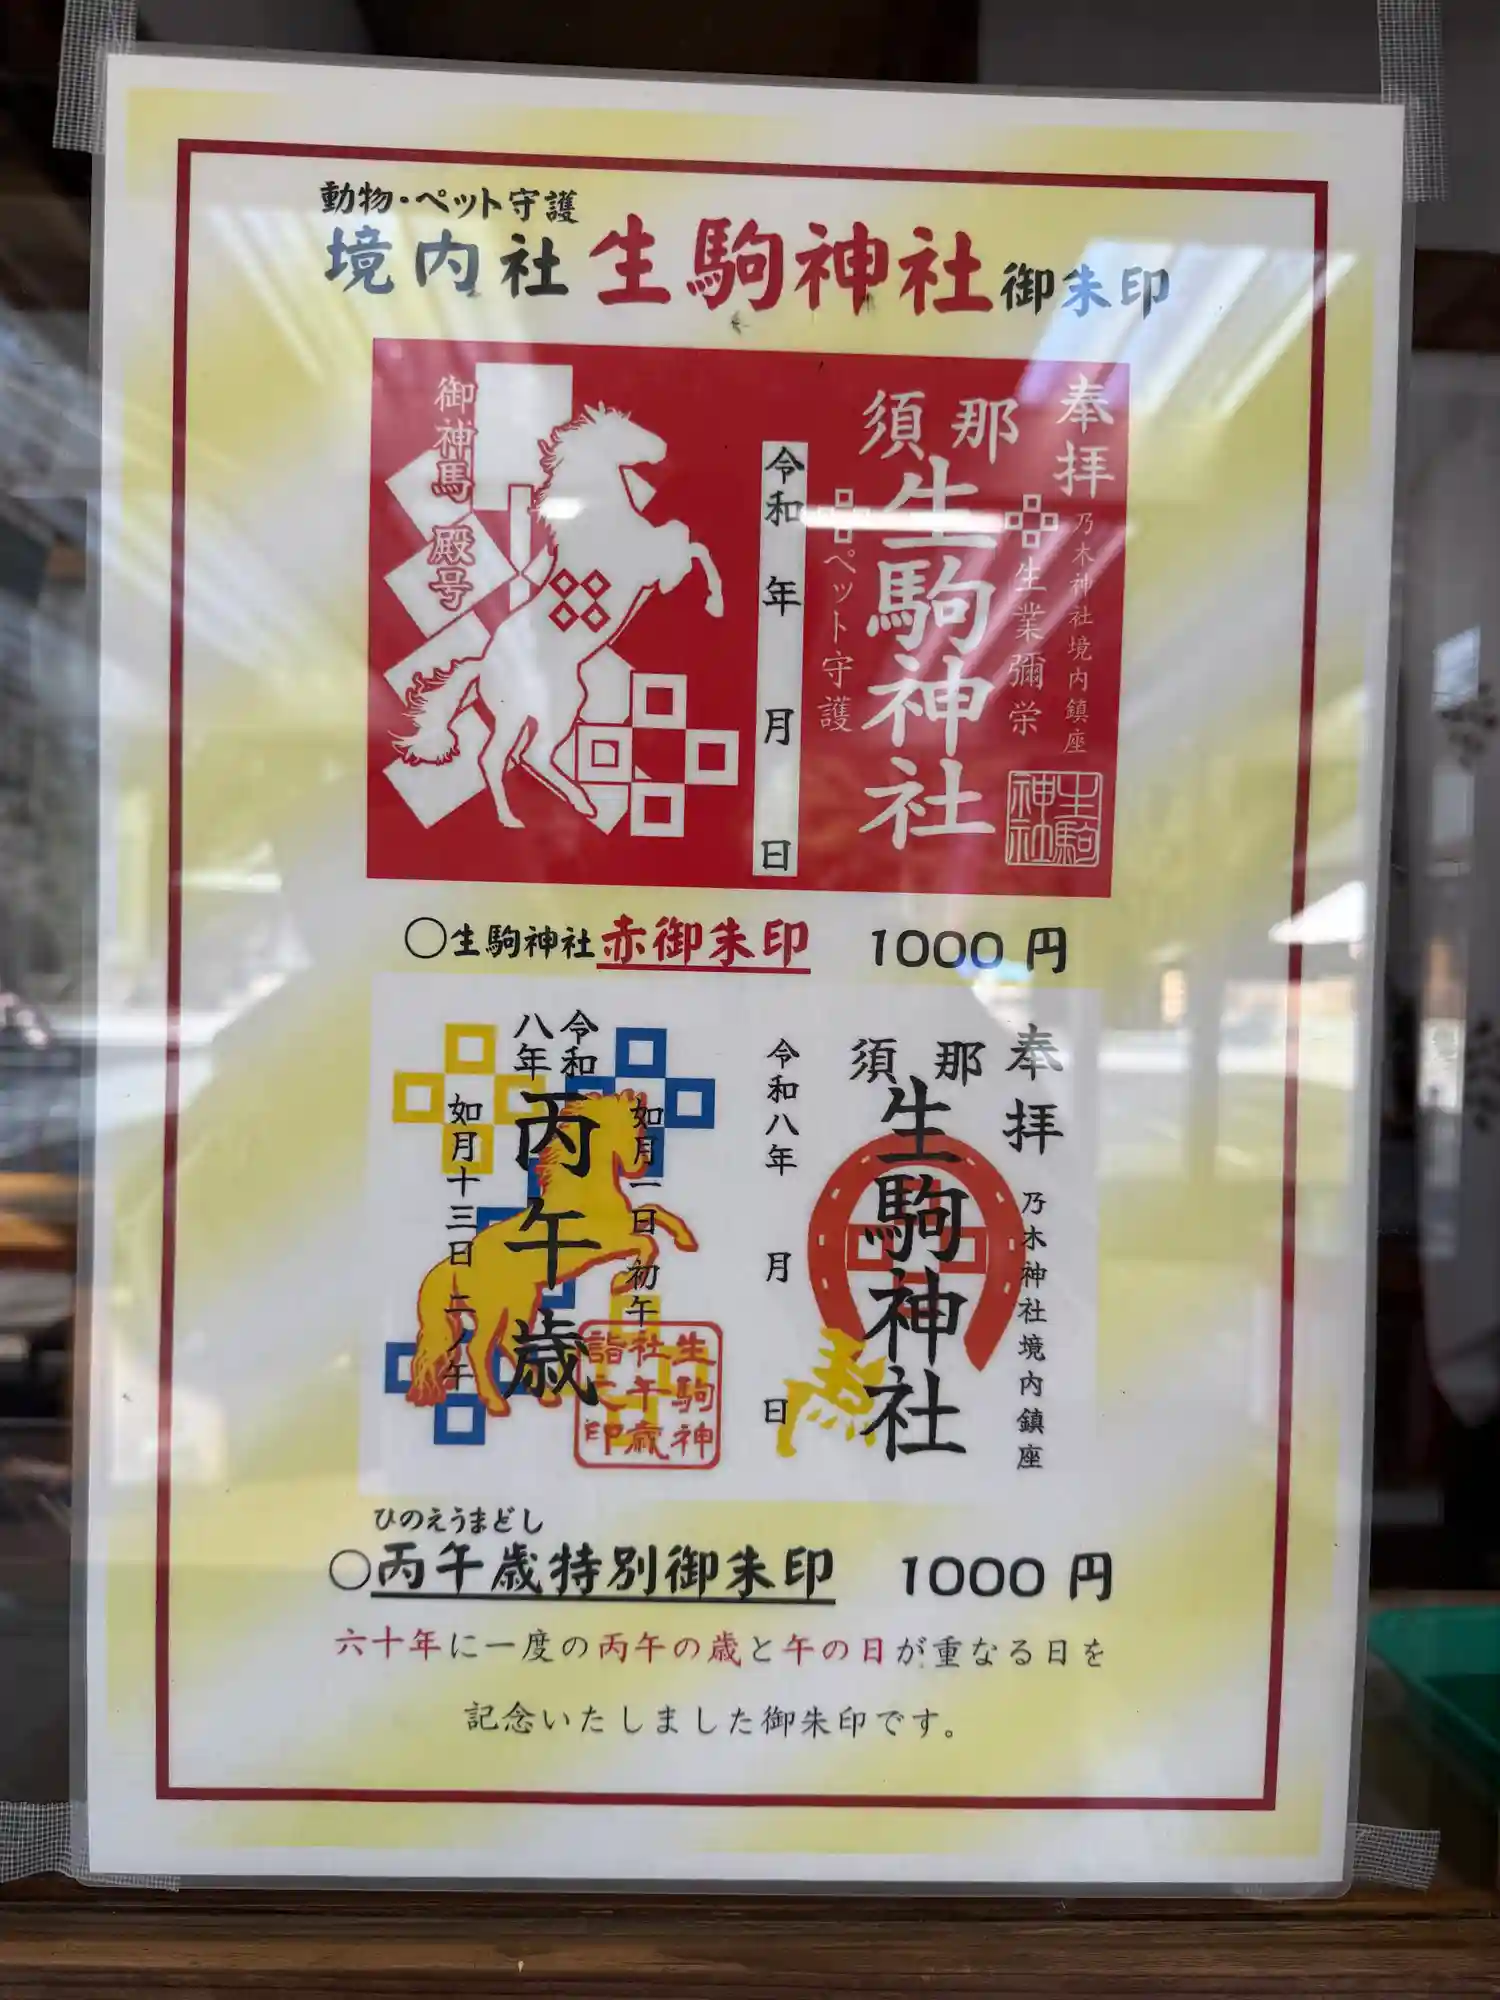 動物・ペット守護
境内社 生駒神社 御朱印
奉拝
乃木神社境内鎮座
那須
生駒神社
生業彌栄
ペット守護
生駒神社
令和 年 月 日
御神馬 殿号
○生駒神社赤御朱印 1000 円
奉拝
乃木神社境内鎮座
那須
生駒神社
令和八年 月 日
令和八年
丙午歳
如月一日 初午
如月十三日 二ノ午
生駒神社午歳詣之印
ひのえうまどし
○丙午歳特別御朱印 1000 円
六十年に一度の丙午の歳と午の日が重なる日を
記念いたしました御朱印です。